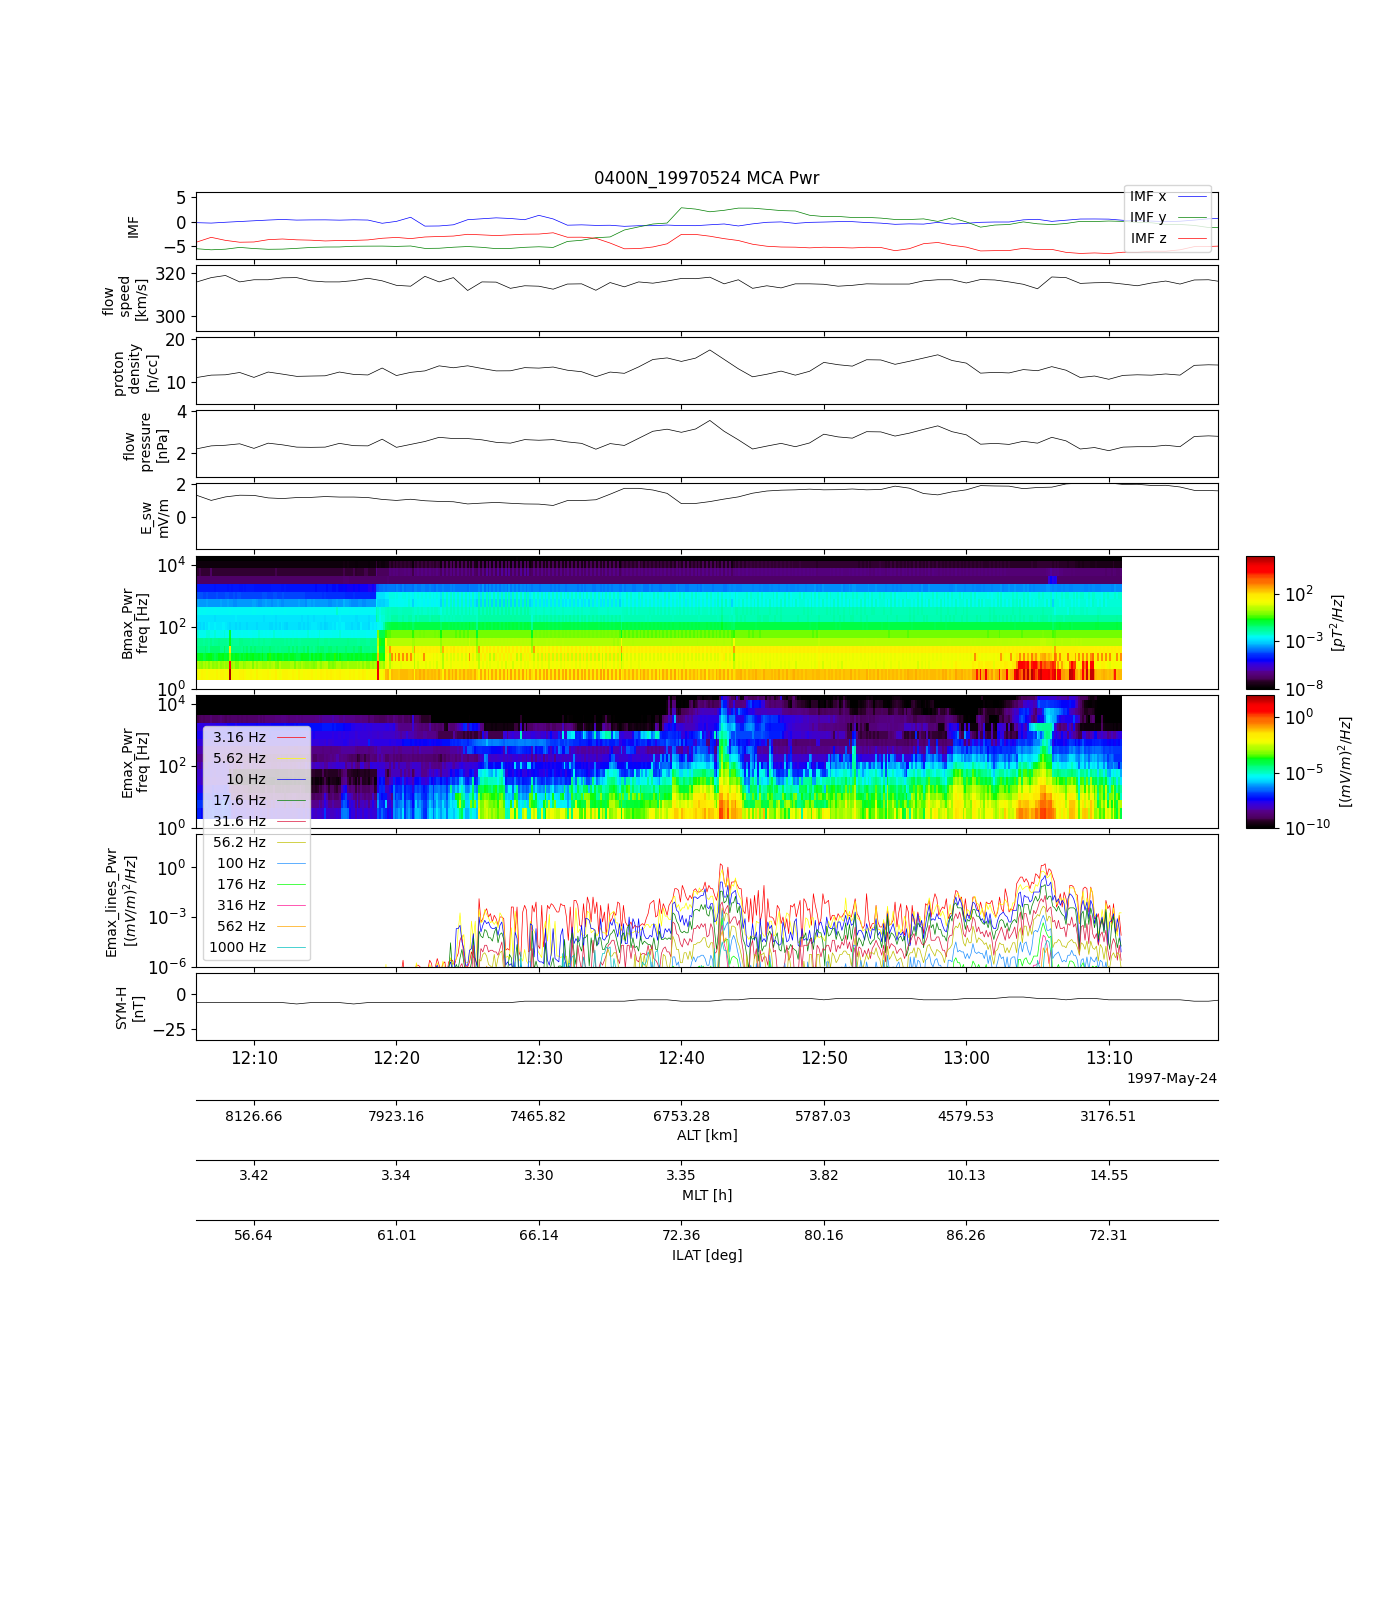 0400N_19970524 MCA Pwr
5
0
−5
IMF
IMF x
IMF y
IMF z
320
300
flow
speed
[km/s]
20
10
proton
density
[n/cc]
4
2
flow
pressure
[nPa]
2
0
E_sw
mV/m
10^4
10^2
10^0
Bmax_Pwr
freq [Hz]
10^2
10^−3
10^−8
[pT^2/Hz]
10^4
10^2
10^0
Emax_Pwr
freq [Hz]
10^0
10^−5
10^−10
[(mV/m)^2/Hz]
3.16 Hz
5.62 Hz
10 Hz
17.6 Hz
31.6 Hz
56.2 Hz
100 Hz
176 Hz
316 Hz
562 Hz
1000 Hz
10^0
10^−3
10^−6
Emax_lines_Pwr
[(mV/m)^2/Hz]
0
−25
SYM-H
[nT]
12:10 12:20 12:30 12:40 12:50 13:00 13:10
1997-May-24
8126.66 7923.16 7465.82 6753.28 5787.03 4579.53 3176.51
ALT [km]
3.42 3.34 3.30 3.35 3.82 10.13 14.55
MLT [h]
56.64 61.01 66.14 72.36 80.16 86.26 72.31
ILAT [deg]